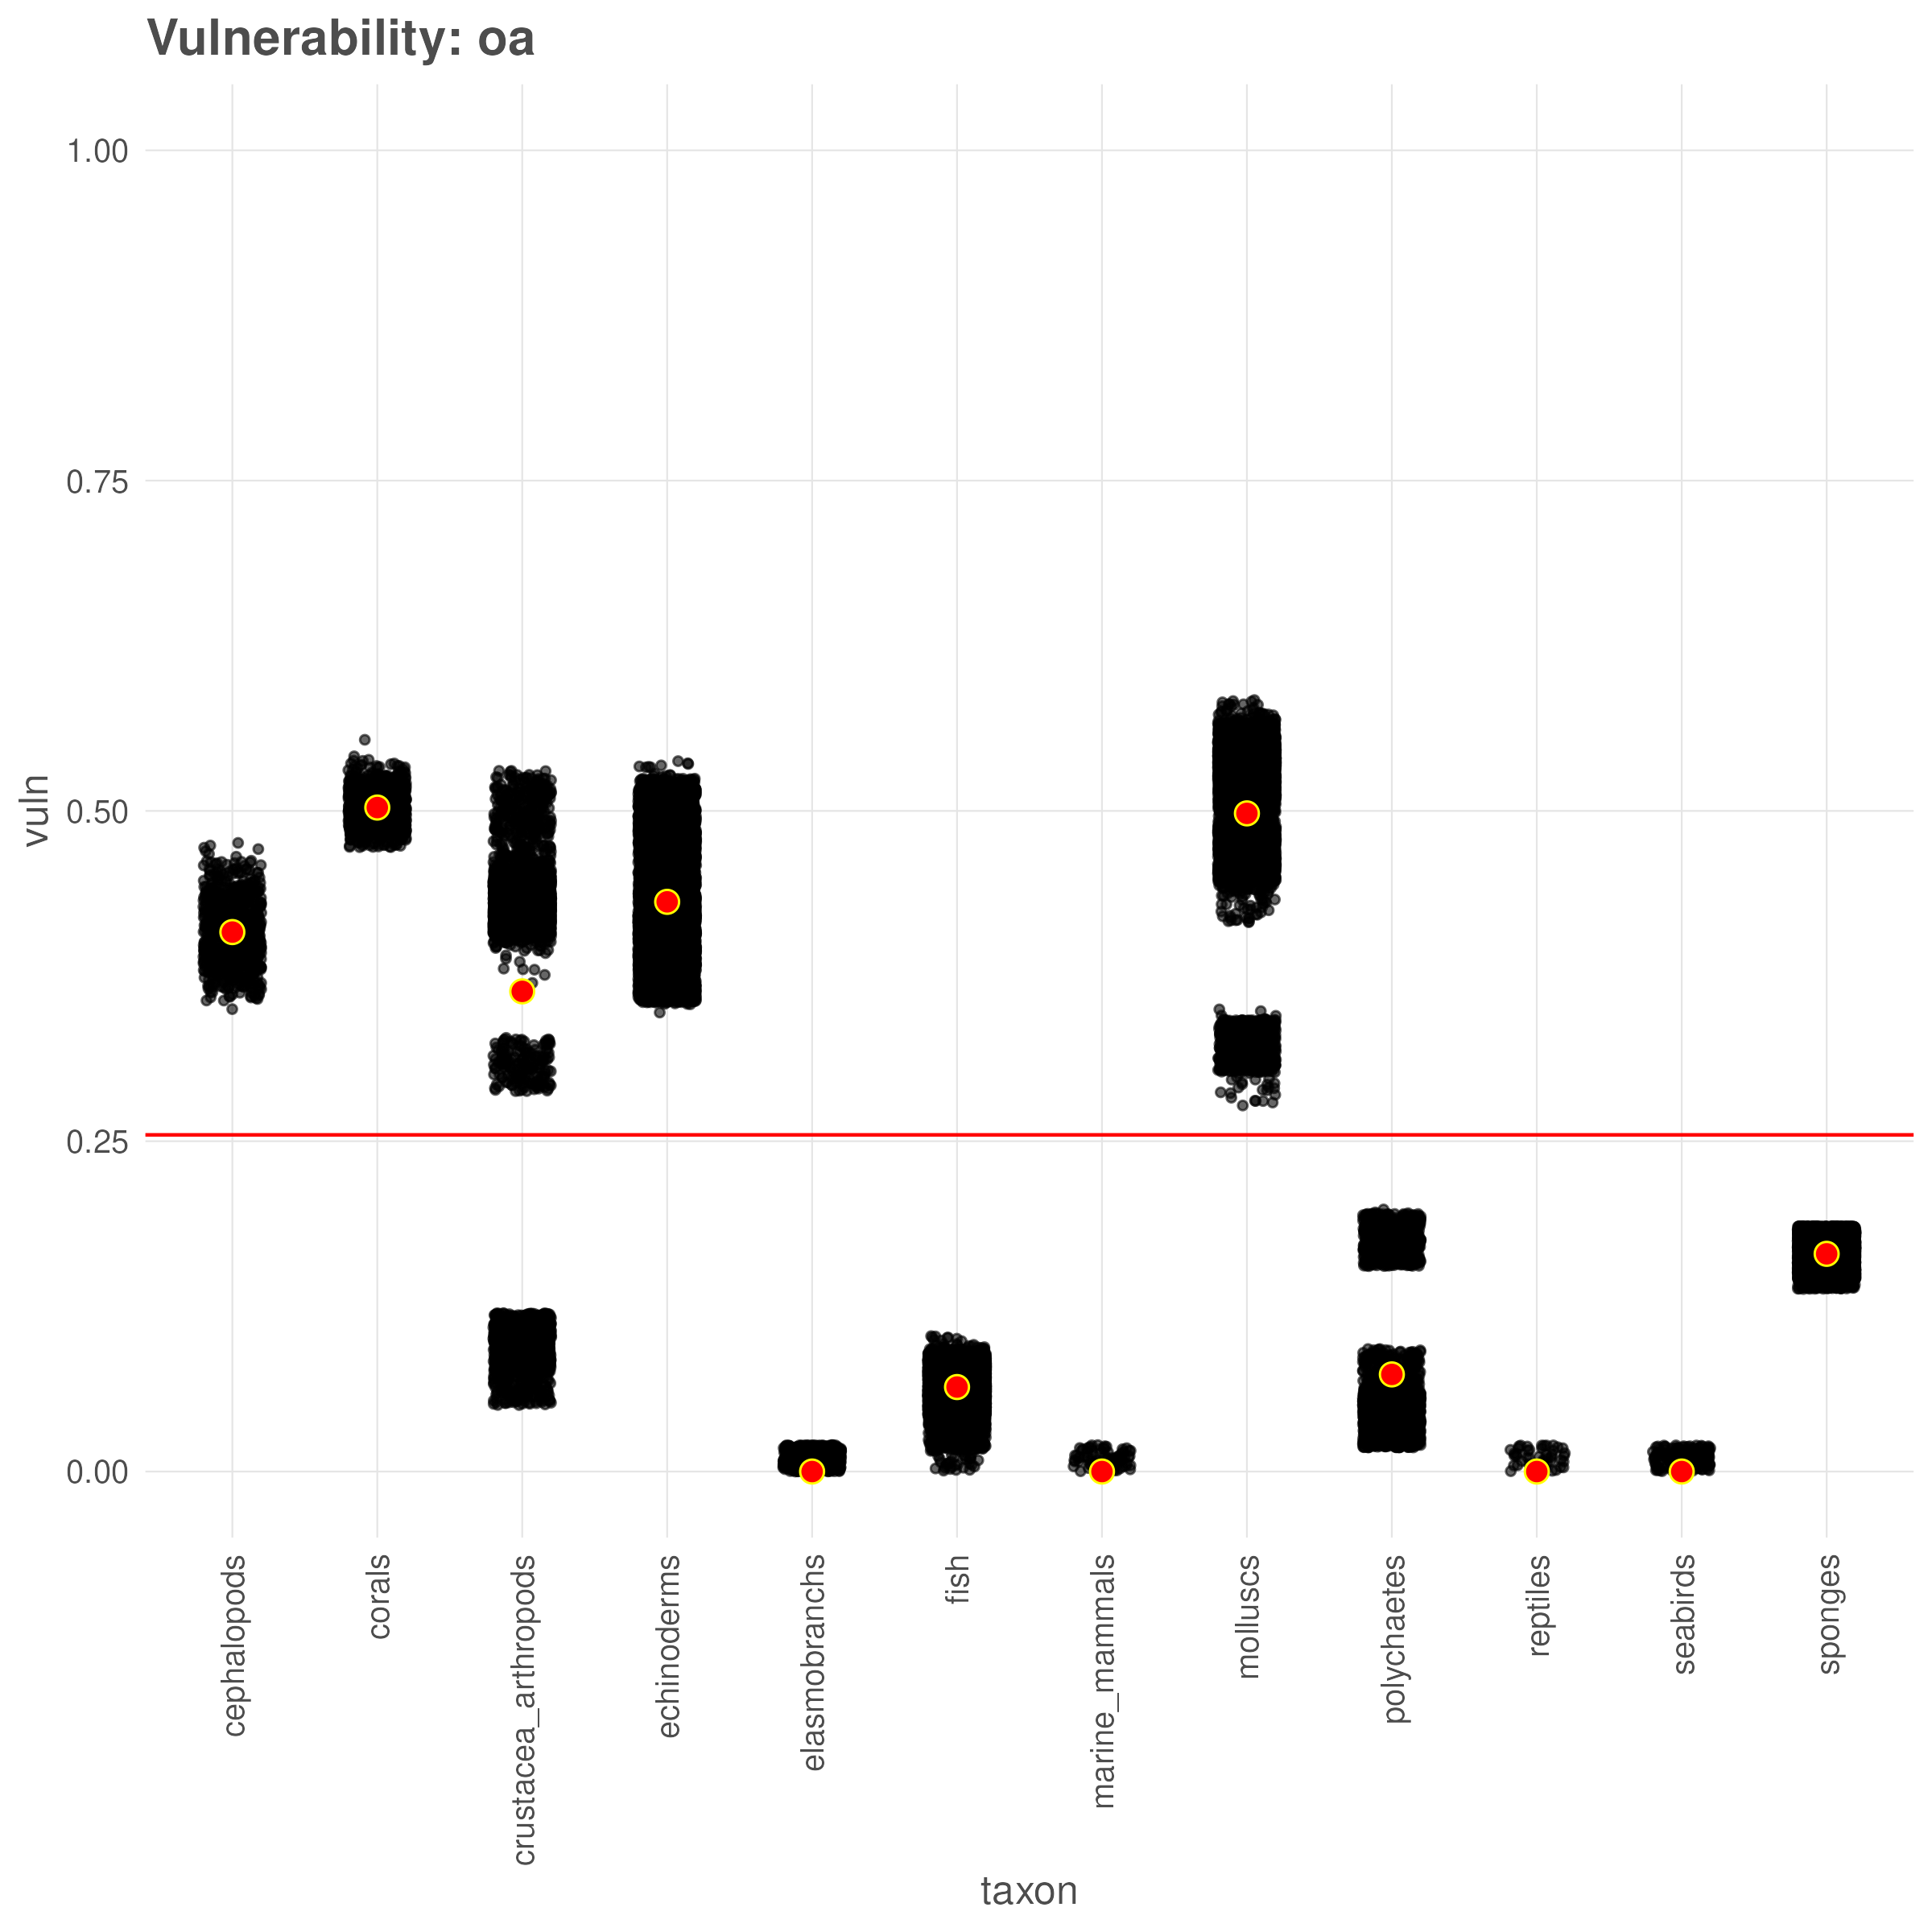 Vulnerability: oa
1.00
0.75
0.50
0.25
0.00
vuln
cephalopods
corals
crustacea_arthropods
echinoderms
elasmobranchs
fish
marine_mammals
molluscs
polychaetes
reptiles
seabirds
sponges
taxon